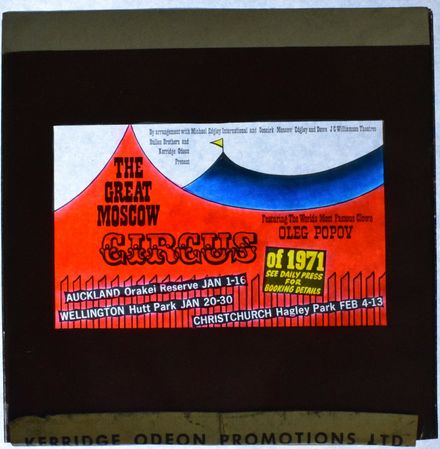 By arrangement with Michael Edgley International and Gosoirk Moscow Edgley and Dawe J C Williamson Theatres
Dallas Brothers and
Kerridge Odeon
Present
THE
GREAT
MOSCOW
CIRCUS
Featuring The Worlds Most Famous Clown
OLEG POPOV
of 1971
SEE DAILY PRESS
FOR
BOOKING DETAILS
AUCKLAND Orakei Reserve JAN 1-16
WELLINGTON Hutt Park JAN 20-30
CHRISTCHURCH Hagley Park FEB 4-13
KERRIDGE ODEON PROMOTIONS LTD